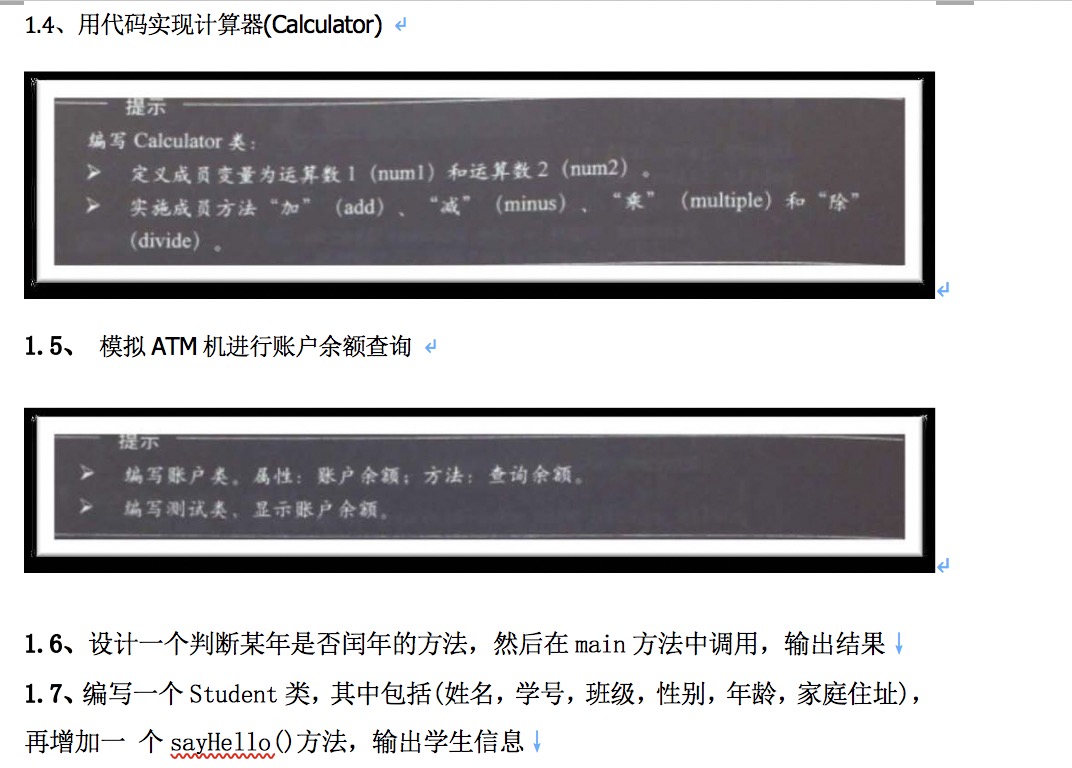 1.4、用代码实现计算器(Calculator)
提示
编写 Calculator 类：
定义成员变量为运算数 1（num1）和运算数 2（num2）。
实施成员方法“加”（add）、“减”（minus）、“乘”（multiple）和“除”
（divide）。
1.5、 模拟 ATM 机进行账户余额查询
提示
编写账户类。属性：账户余额；方法：查询余额。
编写测试类、显示账户余额。
1.6、设计一个判断某年是否闰年的方法，然后在 main 方法中调用，输出结果
1.7、编写一个 Student 类，其中包括(姓名，学号，班级，性别，年龄，家庭住址)，
再增加一 个 sayHello()方法，输出学生信息